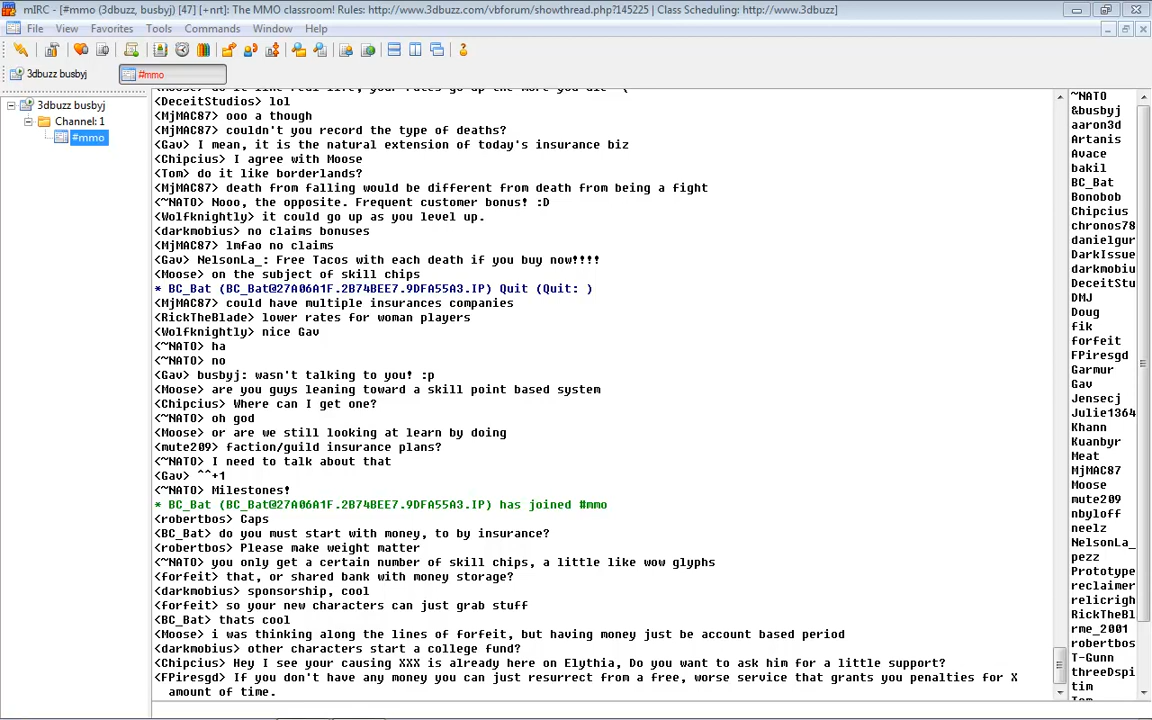 mIRC - [#mmo (3dbuzz, busbyj) [47] [+nrt]: The MMO classroom! Rules: http://www.3dbuzz.com/vbforum/showthread.php?145225 | Class Scheduling: http://www.3dbuzz]
File View Favorites Tools Commands Window Help
3dbuzz busbyj #mmo
3dbuzz busbyj
Channel: 1
#mmo
<DeceitStudios> lol
<MjMAC87> ooo a though
<MjMAC87> couldn't you record the type of deaths?
<Gav> I mean, it is the natural extension of today's insurance biz
<Chipcius> I agree with Moose
<Tom> do it like borderlands?
<MjMAC87> death from falling would be different from death from being a fight
<~NATO> Nooo, the opposite. Frequent customer bonus! :D
<Wolfknightly> it could go up as you level up.
<darkmobius> no claims bonuses
<MjMAC87> lmfao no claims
<Gav> NelsonLa_: Free Tacos with each death if you buy now!!!!
<Moose> on the subject of skill chips
* BC_Bat (BC_Bat@27A06A1F.2B74BEE7.9DFA55A3.IP) Quit (Quit: )
<MjMAC87> could have multiple insurances companies
<RickTheBlade> lower rates for woman players
<Wolfknightly> nice Gav
<~NATO> ha
<~NATO> no
<Gav> busbyj: wasn't talking to you! :p
<Moose> are you guys leaning toward a skill point based system
<Chipcius> Where can I get one?
<~NATO> oh god
<Moose> or are we still looking at learn by doing
<mute209> faction/guild insurance plans?
<~NATO> I need to talk about that
<Gav> ^^+1
<~NATO> Milestones!
* BC_Bat (BC_Bat@27A06A1F.2B74BEE7.9DFA55A3.IP) has joined #mmo
<robertbos> Caps
<BC_Bat> do you must start with money, to by insurance?
<robertbos> Please make weight matter
<~NATO> you only get a certain number of skill chips, a little like wow glyphs
<forfeit> that, or shared bank with money storage?
<darkmobius> sponsorship, cool
<forfeit> so your new characters can just grab stuff
<BC_Bat> thats cool
<Moose> i was thinking along the lines of forfeit, but having money just be account based period
<darkmobius> other characters start a college fund?
<Chipcius> Hey I see your causing XXX is already here on Elythia, Do you want to ask him for a little support?
<FPiresgd> If you don't have any money you can just resurrect from a free, worse service that grants you penalties for X
amount of time.
~NATO
&busbyj
aaron3d
Artanis
Avace
bakil
BC_Bat
Bonobob
Chipcius
chronos78
danielgur
DarkIssue
darkmobiu
DeceitStu
DMJ
Doug
fik
forfeit
FPiresgd
Garmur
Gav
Jensecj
Julie1364
Khann
Kuanbyr
Meat
MjMAC87
Moose
mute209
nbyloff
neelz
NelsonLa_
pezz
Prototype
reclaimer
relicrigh
RickTheBl
rme_2001
robertbos
T-Gunn
threeDspi
tim